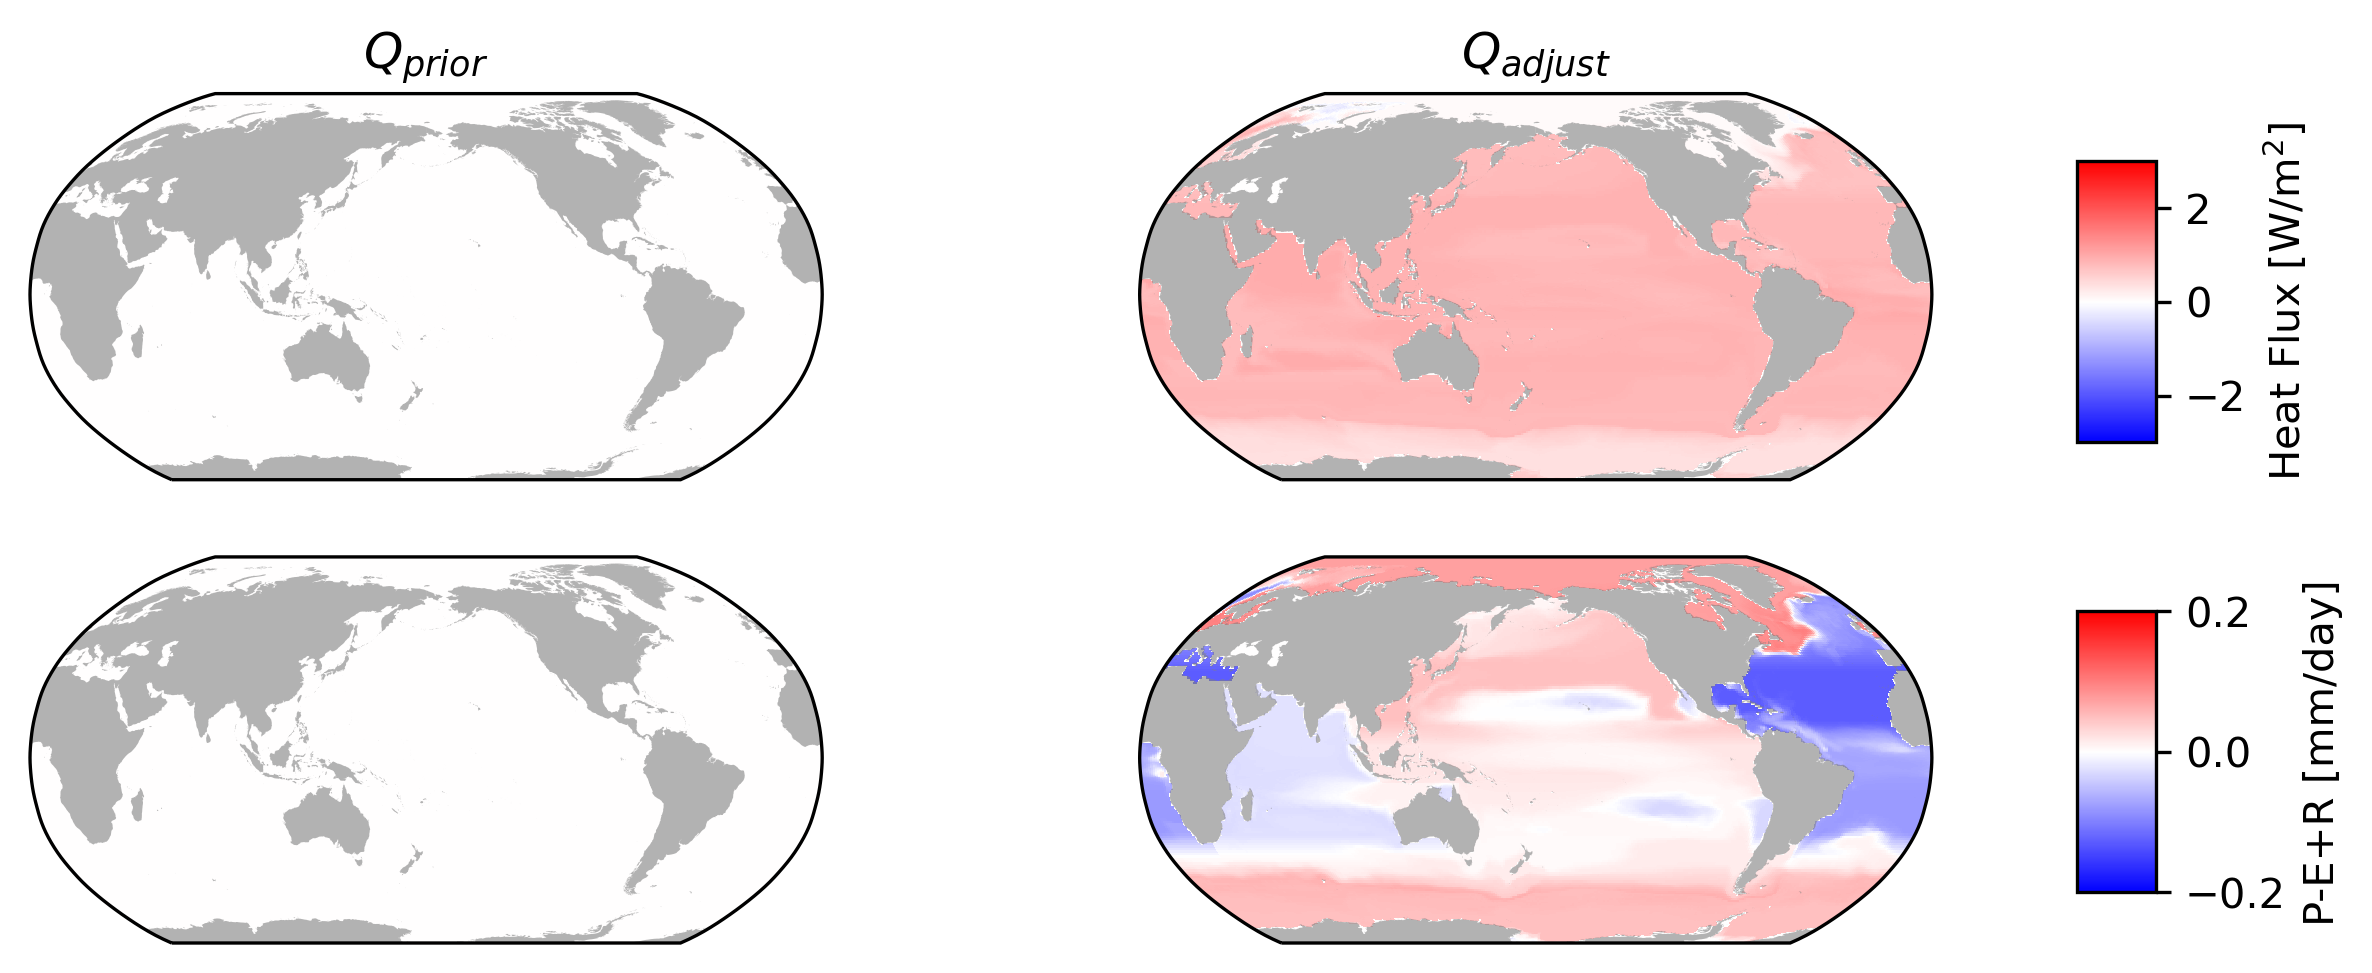 Q_prior
Q_adjust
2
0
−2
Heat Flux [W/m²]
0.2
0.0
−0.2
P-E+R [mm/day]